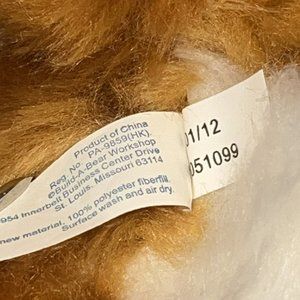 Product of China
Reg. No. PA-9859(HK).
©Build-A-Bear Workshop
1954 Innerbelt Business Center Drive
St. Louis, Missouri 63114
new material, 100% polyester fiberfill.
Surface wash and air dry.
01/12
051099